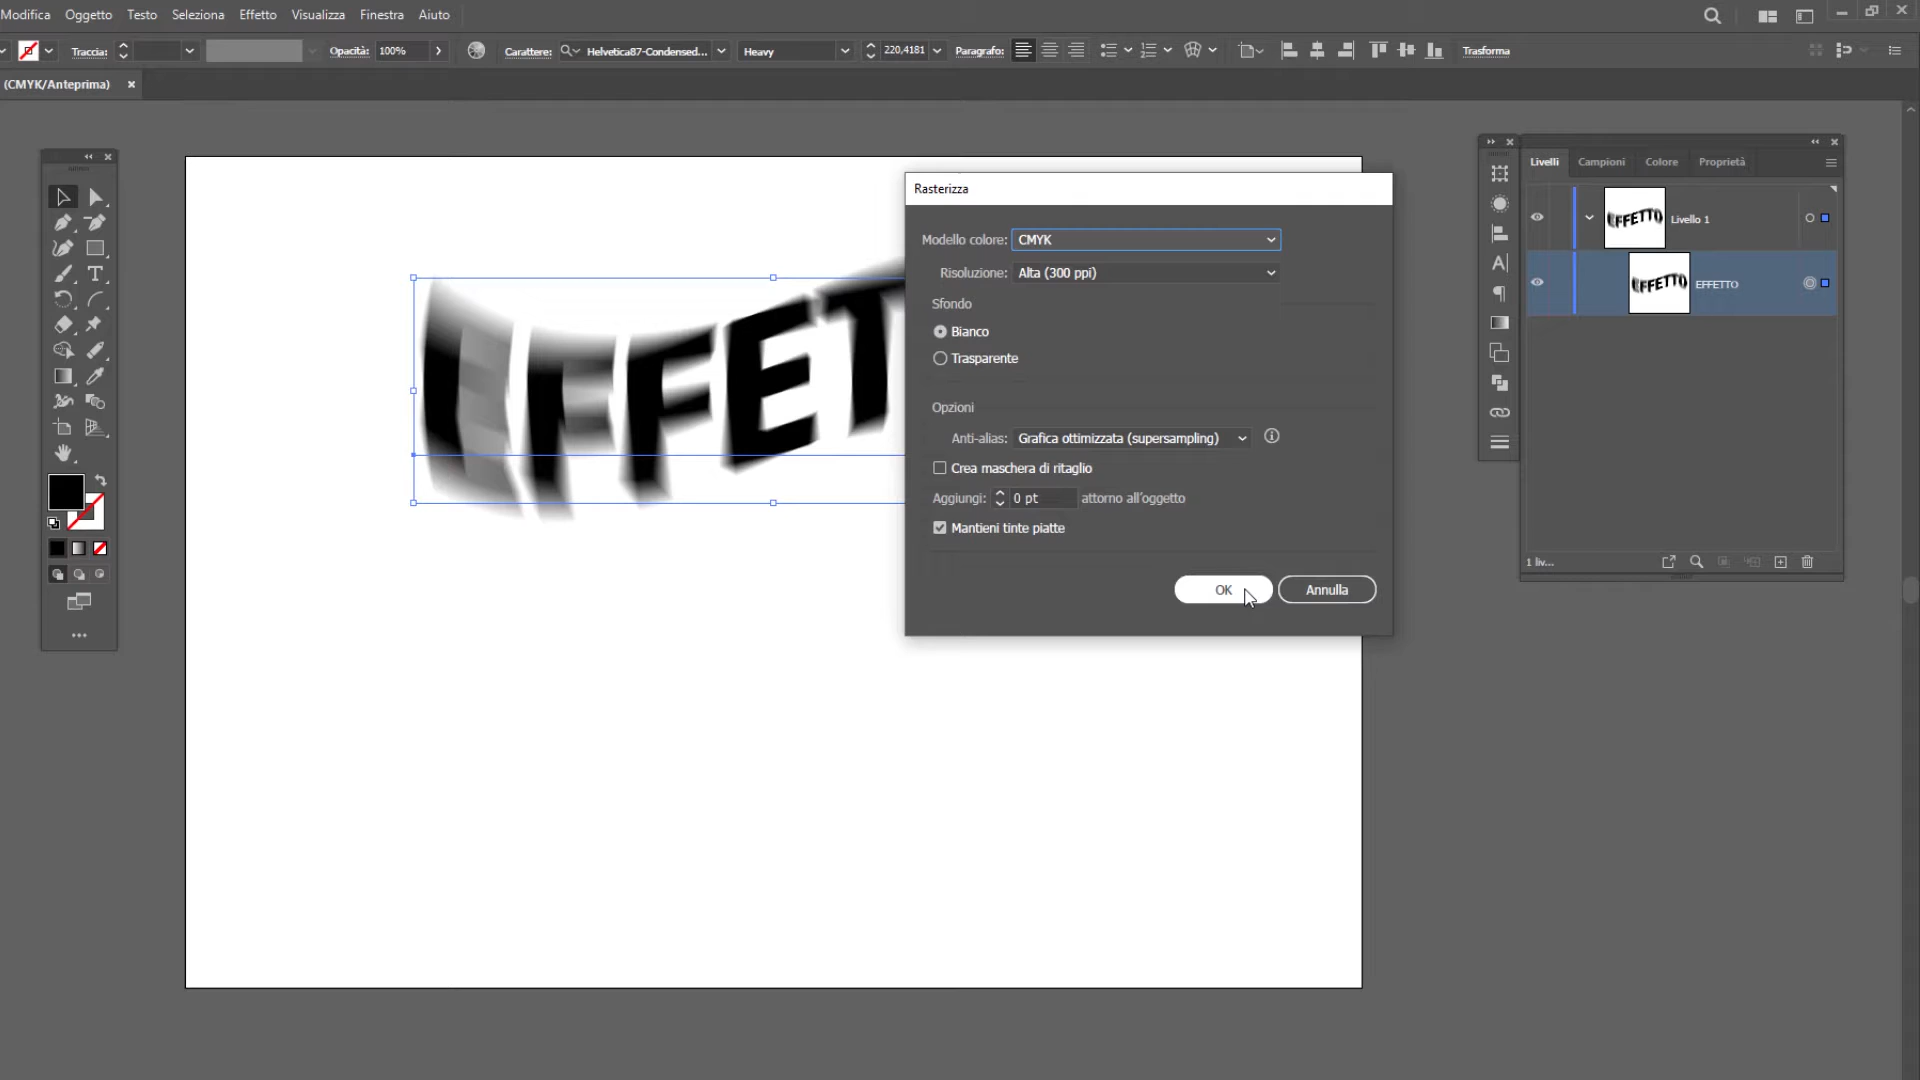 Modifica Oggetto Testo Seleziona Effetto Visualizza Finestra Aiuto
Traccia: Opacità: 100% Carattere: Helvetica87-Condensed... Heavy 220,4181 Paragrafo: Trasforma
(CMYK/Anteprima)
EFFET
Rasterizza
Modello colore: CMYK
Risoluzione: Alta (300 ppi)
Sfondo
Bianco
Trasparente
Opzioni
Anti-alias: Grafica ottimizzata (supersampling)
Crea maschera di ritaglio
Aggiungi: 0 pt attorno all'oggetto
Mantieni tinte piatte
OK Annulla
Livelli Campioni Colore Proprietà
EFFETTO Livello 1
EFFETTO EFFETTO
1 liv...